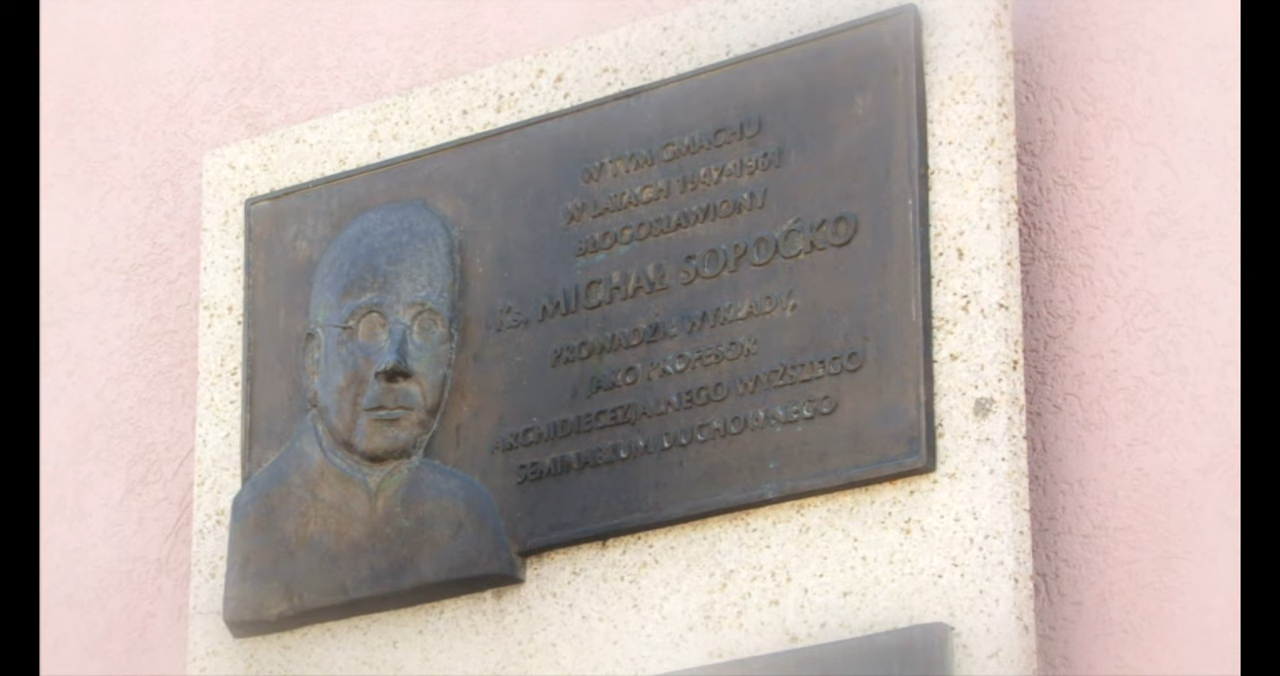 W TYM GMACHU
W LATACH 1947-1961
BŁOGOSŁAWIONY
Ks. MICHAŁ SOPOĆKO
PROWADZIŁ WYKŁADY,
JAKO PROFESOR
ARCHIDIECEZJALNEGO WYŻSZEGO
SEMINARIUM DUCHOWNEGO